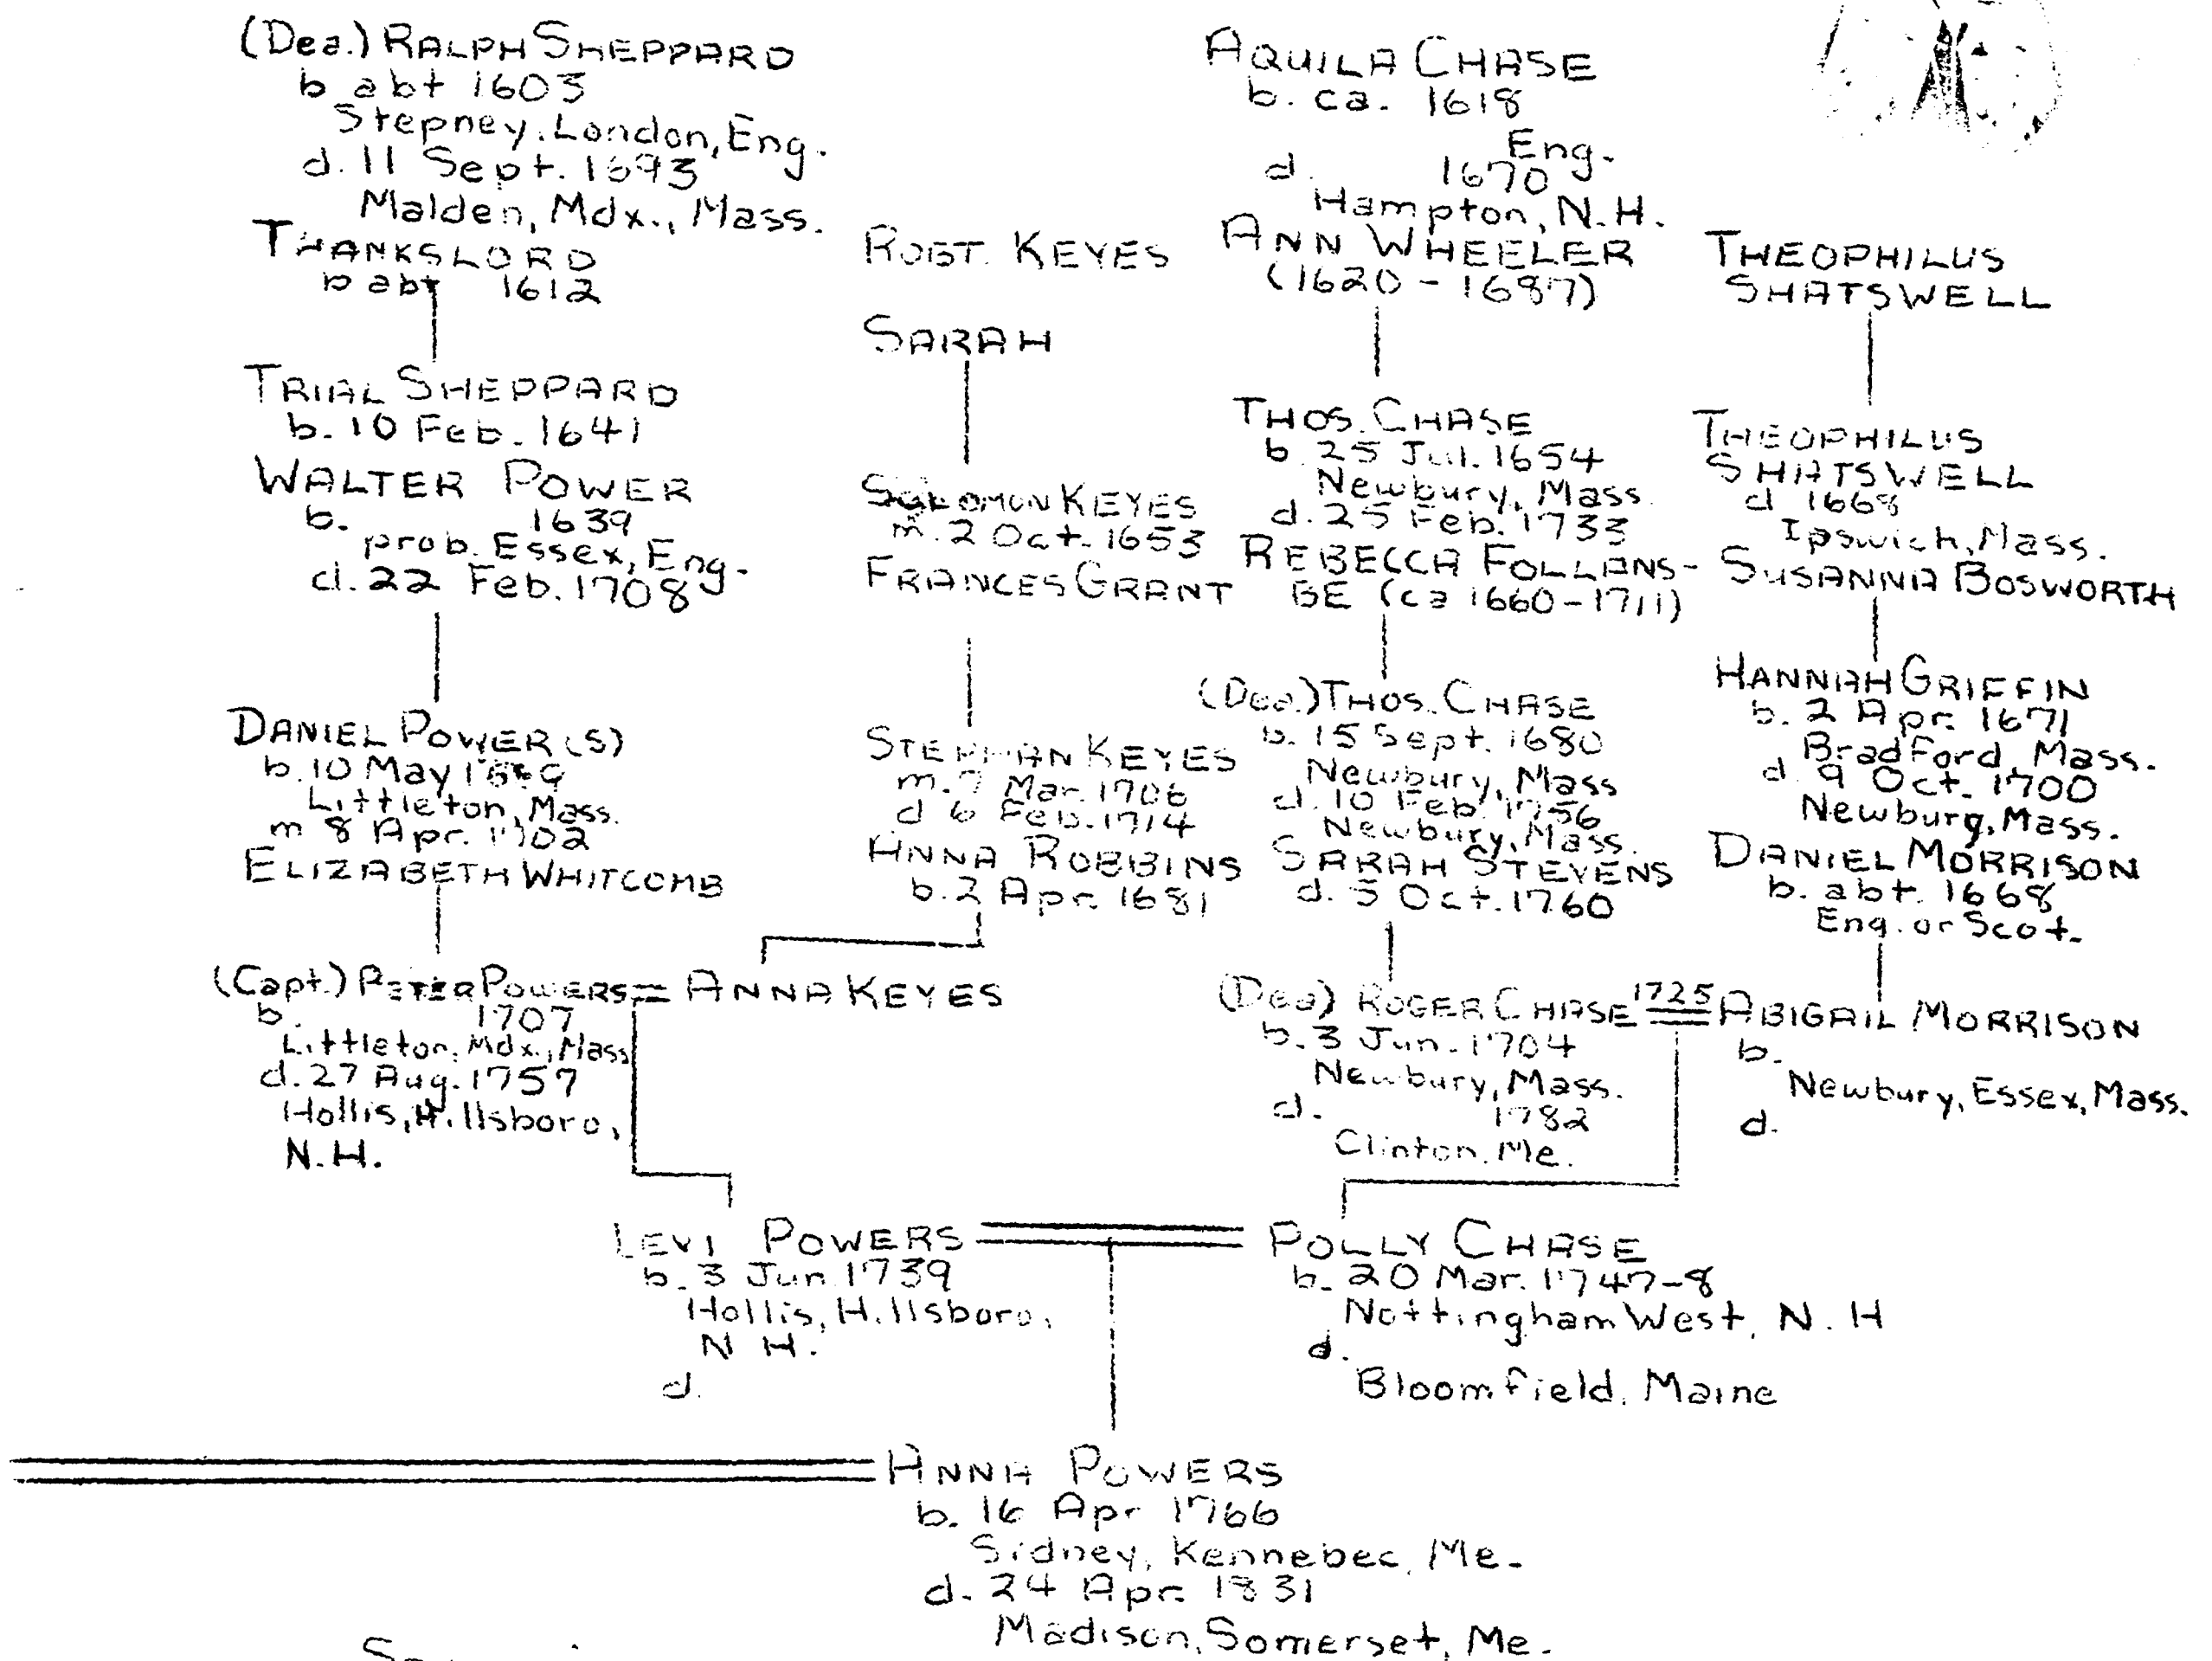 (Dea.) RALPH SHEPPARD
b abt 1603
Stepney, London, Eng.
d. 11 Sept. 1693
Malden, Mdx., Mass.
THANKSLORD
b abt 1612
TRIAL SHEPPARD
b. 10 Feb. 1641
WALTER POWER
b. 1639
prob. Essex, Eng.
d. 22 Feb. 1708
DANIEL POWER(S)
b. 10 May
Littleton, Mass.
m 8 Apr. 1702
ELIZABETH WHITCOMB
(Capt.) PETER POWERS = ANNA KEYES
b. 1707
Littleton, Mdx., Mass
d. 27 Aug. 1757
Hollis, Hillsboro,
N.H.
ROBT. KEYES
SARAH
SOLOMON KEYES
m. 2 Oct. 1653
FRANCES GRANT
STEPHAN KEYES
m. 7 Mar. 1706
d 6 Feb. 1714
ANNA ROBBINS
b. 2 Apr. 1681
AQUILA CHASE
b. ca. 1618
Eng.
d. 1670
Hampton, N.H.
ANN WHEELER
(1620 - 1687)
THOS. CHASE
b. 25 Jul. 1654
Newbury, Mass.
d. 25 Feb. 1733
REBECCA FOLLANS-
BE (ca 1660-1711)
(Dea.) THOS. CHASE
b. 15 Sept. 1680
Newbury, Mass
d. 10 Feb. 1756
Newbury, Mass.
SARAH STEVENS
d. 5 Oct. 1760
(Dea) ROGER CHASE 1725 = ABIGAIL MORRISON
b. 3 Jun. 1704
Newbury, Mass.
d. 1782
Clinton, Me.
b.
Newbury, Essex, Mass.
d.
THEOPHILUS
SHATSWELL
THEOPHILUS
SHATSWELL
d 1668
Ipswich, Mass.
SUSANNA BOSWORTH
HANNAH GRIFFIN
b. 2 Apr. 1671
Bradford, Mass.
d. 9 Oct. 1700
Newburg, Mass.
DANIEL MORRISON
b. abt. 1668
Eng. or Scot.
LEVI POWERS
b. 3 Jun 1739
Hollis, Hillsboro,
N H.
d.
POLLY CHASE
b. 20 Mar. 1747-8
Nottingham West, N.H
d.
Bloomfield, Maine
ANNA POWERS
b. 16 Apr 1766
Sidney, Kennebec, Me.
d. 24 Apr. 1831
Madison, Somerset, Me.